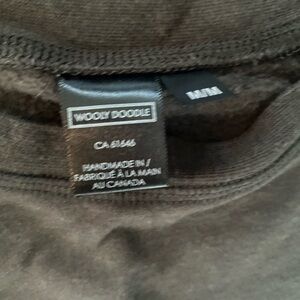 WOOLY DOODLE
CA 61646
HANDMADE IN /
FABRIQUÉ À LA MAIN
AU CANADA
M/M